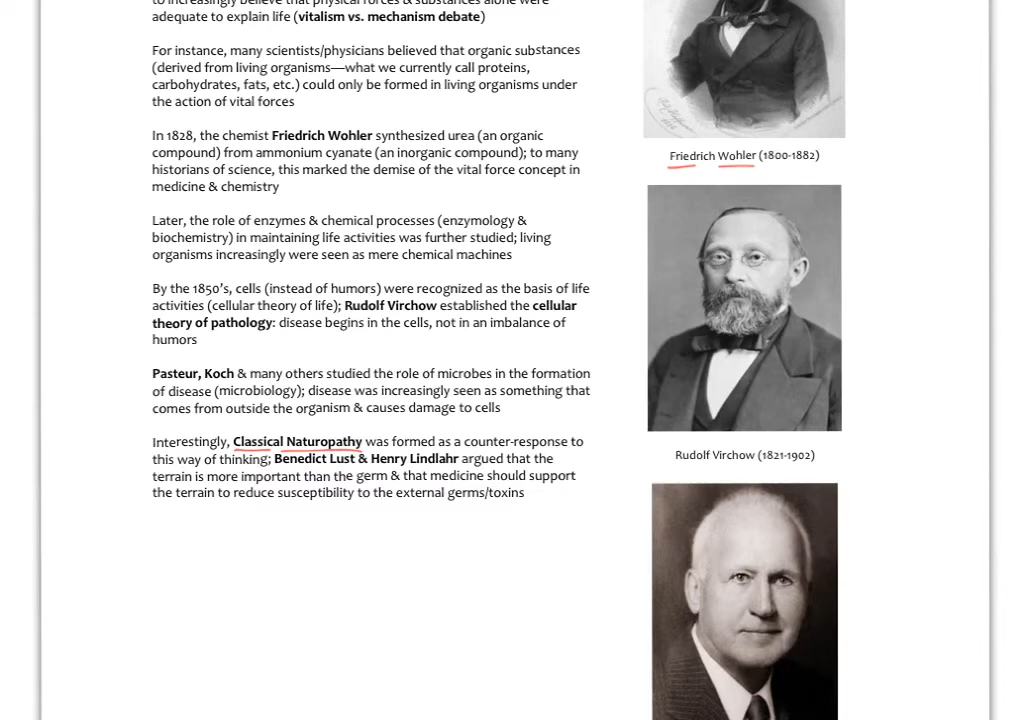 to increasingly believe that physical forces & substances alone were
adequate to explain life (vitalism vs. mechanism debate)
For instance, many scientists/physicians believed that organic substances
(derived from living organisms—what we currently call proteins,
carbohydrates, fats, etc.) could only be formed in living organisms under
the action of vital forces
In 1828, the chemist Friedrich Wohler synthesized urea (an organic
compound) from ammonium cyanate (an inorganic compound); to many
historians of science, this marked the demise of the vital force concept in
medicine & chemistry
Later, the role of enzymes & chemical processes (enzymology &
biochemistry) in maintaining life activities was further studied; living
organisms increasingly were seen as mere chemical machines
By the 1850's, cells (instead of humors) were recognized as the basis of life
activities (cellular theory of life); Rudolf Virchow established the cellular
theory of pathology: disease begins in the cells, not in an imbalance of
humors
Pasteur, Koch & many others studied the role of microbes in the formation
of disease (microbiology); disease was increasingly seen as something that
comes from outside the organism & causes damage to cells
Interestingly, Classical Naturopathy was formed as a counter-response to
this way of thinking; Benedict Lust & Henry Lindlahr argued that the
terrain is more important than the germ & that medicine should support
the terrain to reduce susceptibility to the external germs/toxins
Friedrich Wohler (1800-1882)
Rudolf Virchow (1821-1902)